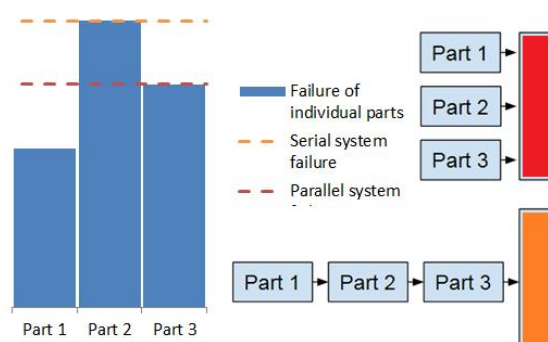 Failure of
individual parts
Serial system
failure
Parallel system
Part 1
Part 2
Part 3
Part 1
Part 2
Part 3
Part 1 Part 2 Part 3